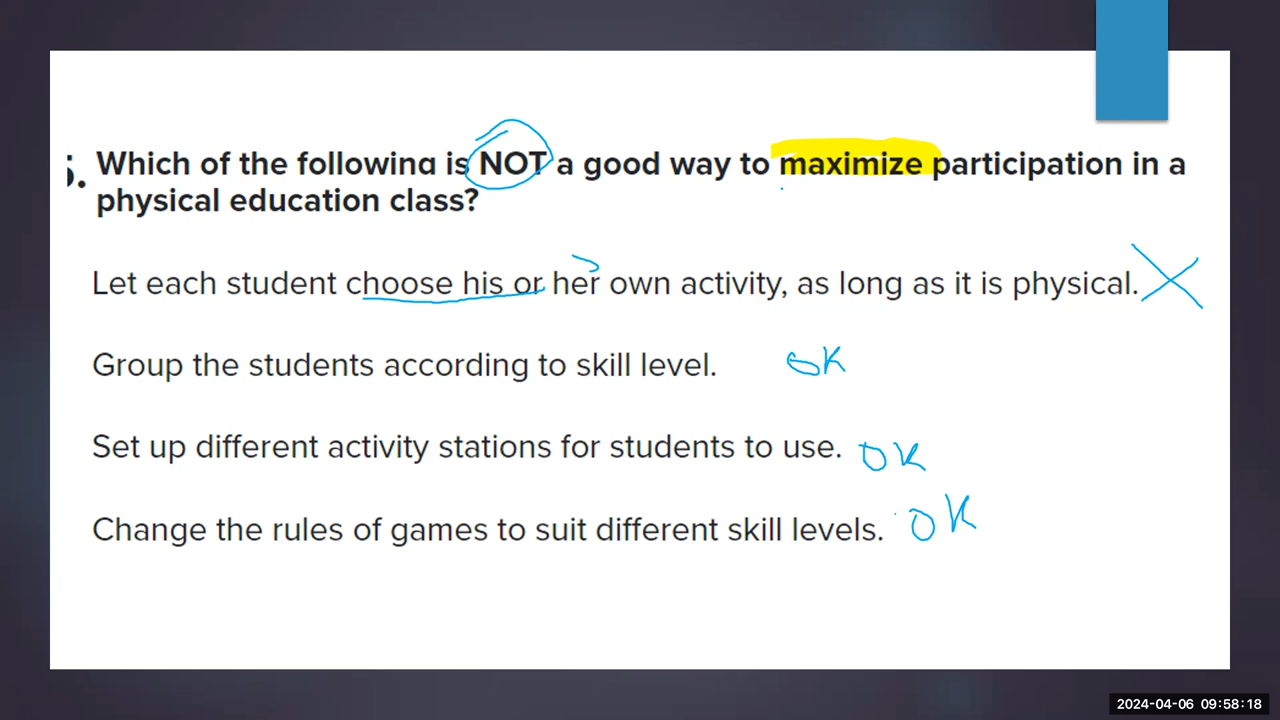 5. Which of the following is NOT a good way to maximize participation in a
physical education class?
Let each student choose his or her own activity, as long as it is physical.
Group the students according to skill level. OK
Set up different activity stations for students to use. OK
Change the rules of games to suit different skill levels. OK
2024-04-06 09:58:18